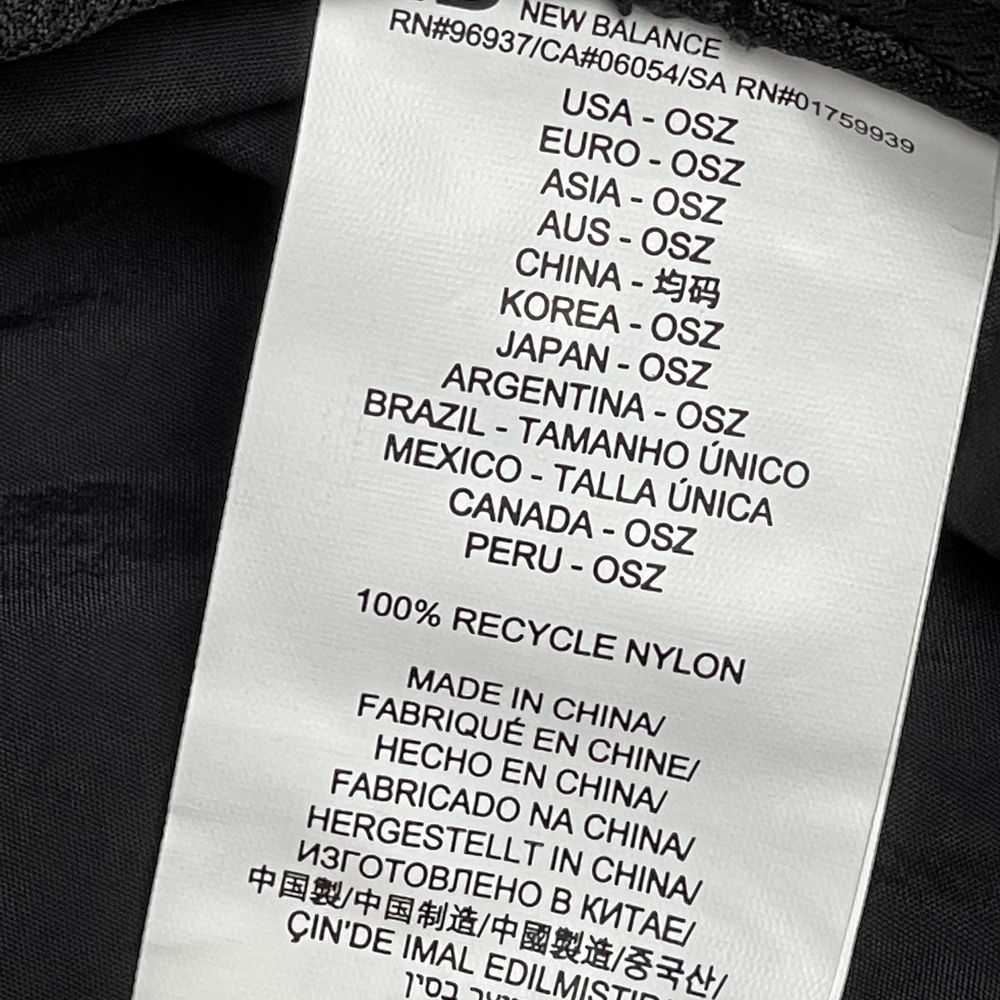 NEW BALANCE
RN#96937/CA#06054/SA RN#01759939
USA - OSZ
EURO - OSZ
ASIA - OSZ
AUS - OSZ
CHINA - 均码
KOREA - OSZ
JAPAN - OSZ
ARGENTINA - OSZ
BRAZIL - TAMANHO ÚNICO
MEXICO - TALLA ÚNICA
CANADA - OSZ
PERU - OSZ
100% RECYCLE NYLON
MADE IN CHINA/
FABRIQUÉ EN CHINE/
HECHO EN CHINA/
FABRICADO NA CHINA/
HERGESTELLT IN CHINA/
ИЗГОТОВЛЕНО В КИТАЕ/
中国製/中国制造/中國製造/중국산/
ÇIN'DE IMAL